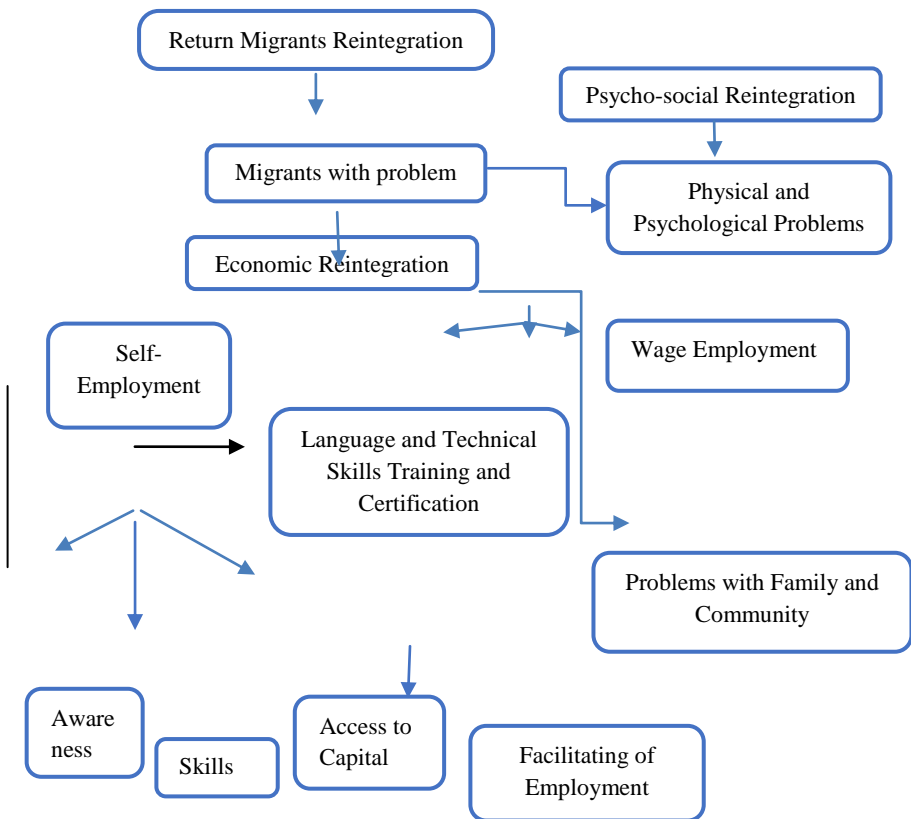 Return Migrants Reintegration
Psycho-social Reintegration
Migrants with problem
Physical and
Psychological Problems
Economic Reintegration
Self-
Employment
Wage Employment
Language and Technical
Skills Training and
Certification
Problems with Family and
Community
Aware
ness
Skills
Access to
Capital
Facilitating of
Employment